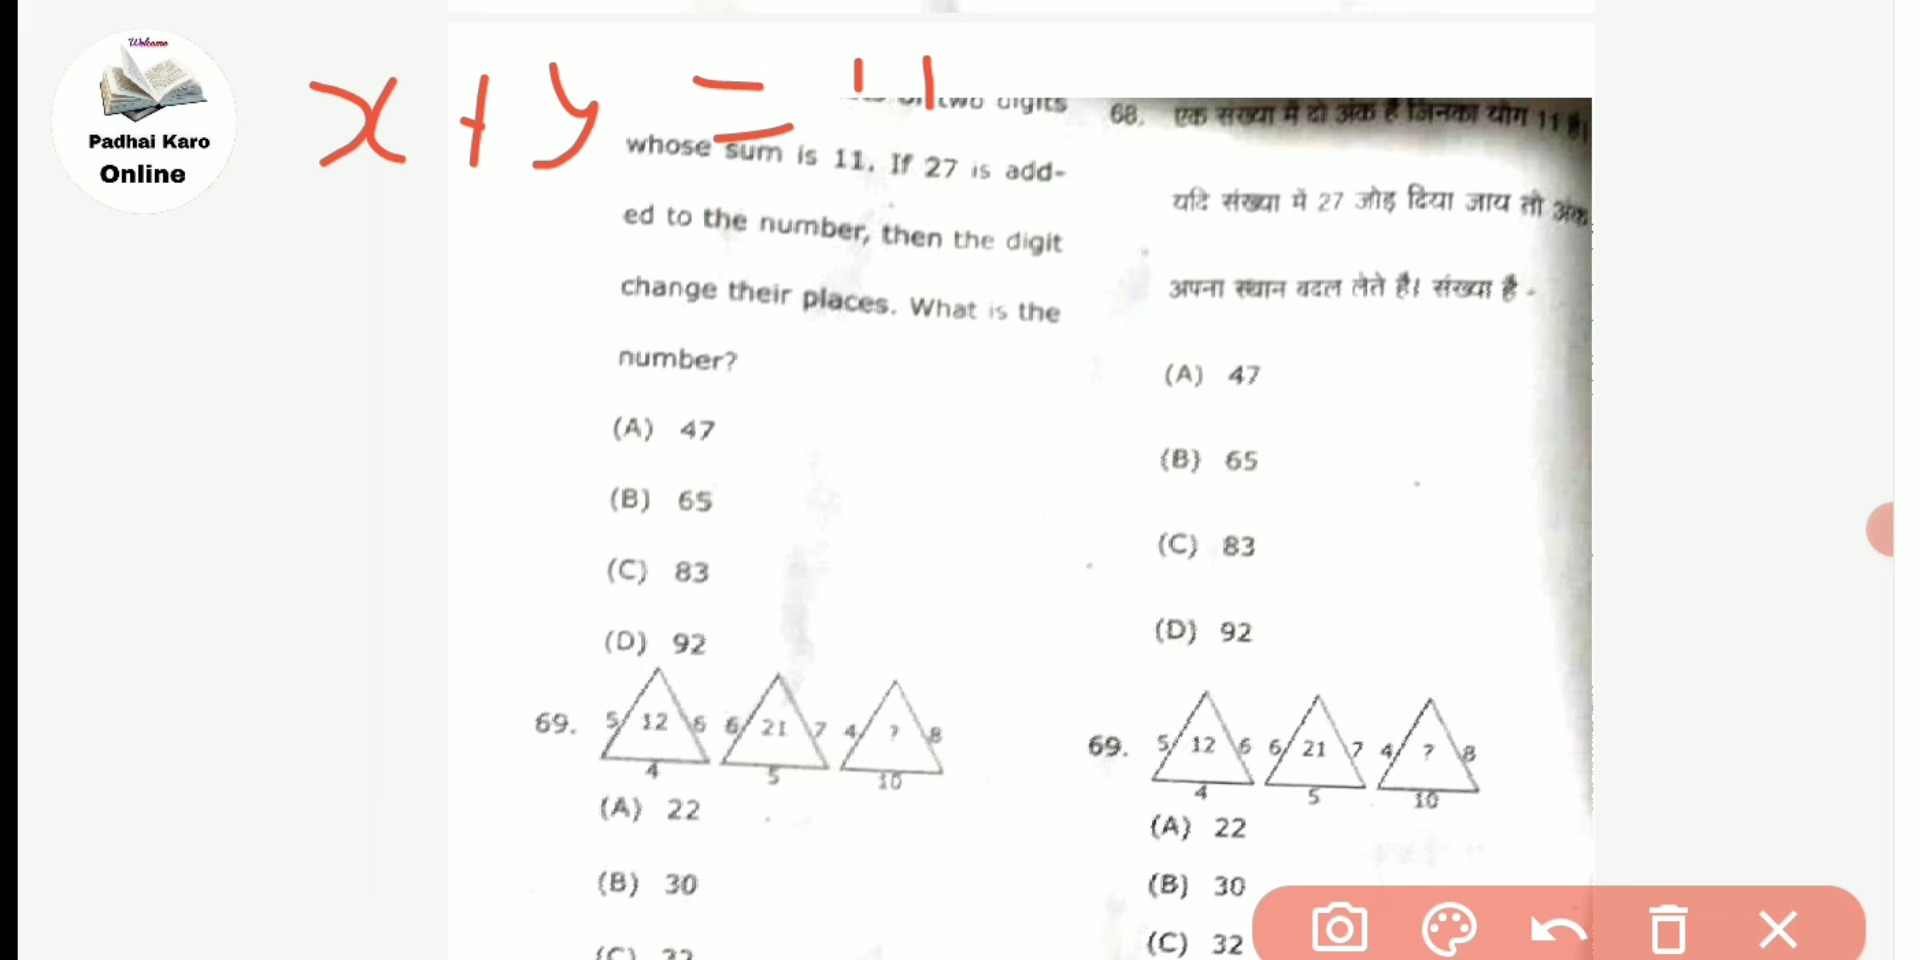 Welcome
Padhai Karo
Online
x + y = 11
two digits
whose sum is 11. If 27 is add-
ed to the number, then the digit
change their places. What is the
number?
(A) 47
(B) 65
(C) 83
(D) 92
69. 5 12 6 6 21 7 4 ? 8
4 5 10
(A) 22
(B) 30
68. एक संख्या में दो अंक है जिनका योग 11 है।
यदि संख्या में 27 जोड़ दिया जाय तो अंक
अपना स्थान बदल लेते है। संख्या है -
(A) 47
(B) 65
(C) 83
(D) 92
69. 5 12 6 6 21 7 4 ? 8
4 5 10
(A) 22
(B) 30
(C) 32